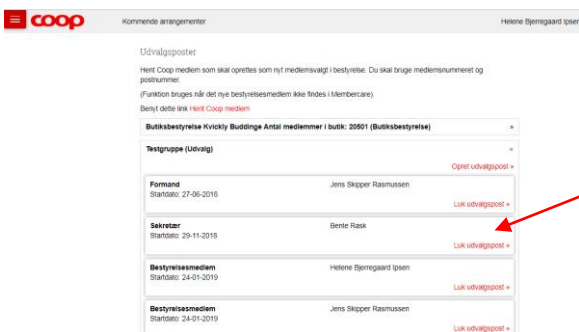 coop
Kommende arrangementer
Helene Bjerregaard Ipsen
Udvalgsposter
Hent Coop medlem som skal oprettes som nyt medlemsvalgt i bestyrelse. Du skal bruge medlemsnummeret og
postnummer.
(Funktion bruges når det nye bestyrelsesmedlem ikke findes i Membercare).
Benyt dette link Hent Coop medlem
Butiksbestyrelse Kvickly Buddinge Antal medlemmer i butik: 20501 (Butiksbestyrelse) »
Testgruppe (Udvalg)
Opret udvalgspost »
Formand Jens Skipper Rasmussen
Startdato: 27-06-2016
Luk udvalgspost »
Sekretær Bente Rask
Startdato: 29-11-2018
Luk udvalgspost »
Bestyrelsesmedlem Helene Bjerregaard Ipsen
Startdato: 24-01-2019
Luk udvalgspost »
Bestyrelsesmedlem Jens Skipper Rasmussen
Startdato: 24-01-2019
Luk udvalgspost »